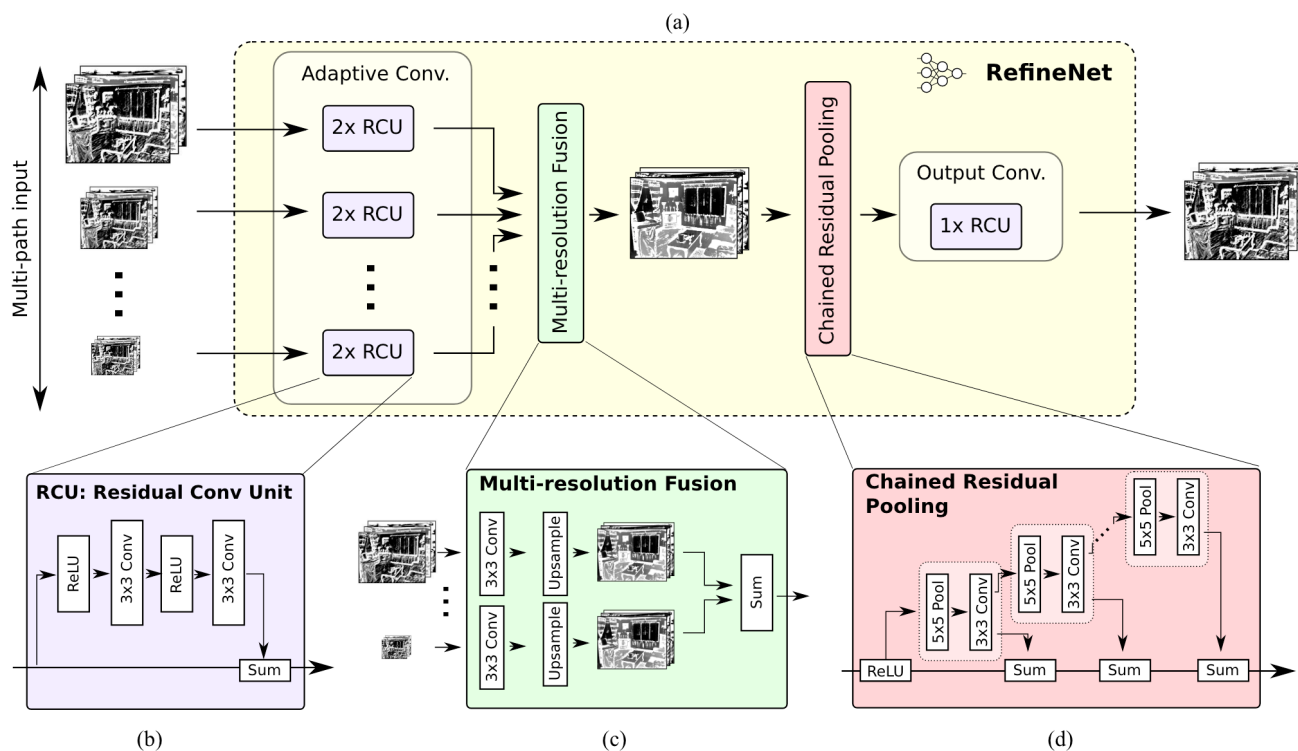 (a)
Multi-path input
Adaptive Conv.
2x RCU
2x RCU
2x RCU
Multi-resolution Fusion
Chained Residual Pooling
RefineNet
Output Conv.
1x RCU
RCU: Residual Conv Unit
ReLU
3x3 Conv
ReLU
3x3 Conv
Sum
(b)
Multi-resolution Fusion
3x3 Conv
Upsample
3x3 Conv
Upsample
Sum
(c)
Chained Residual
Pooling
ReLU
5x5 Pool
3x3 Conv
5x5 Pool
3x3 Conv
5x5 Pool
3x3 Conv
Sum
Sum
Sum
(d)